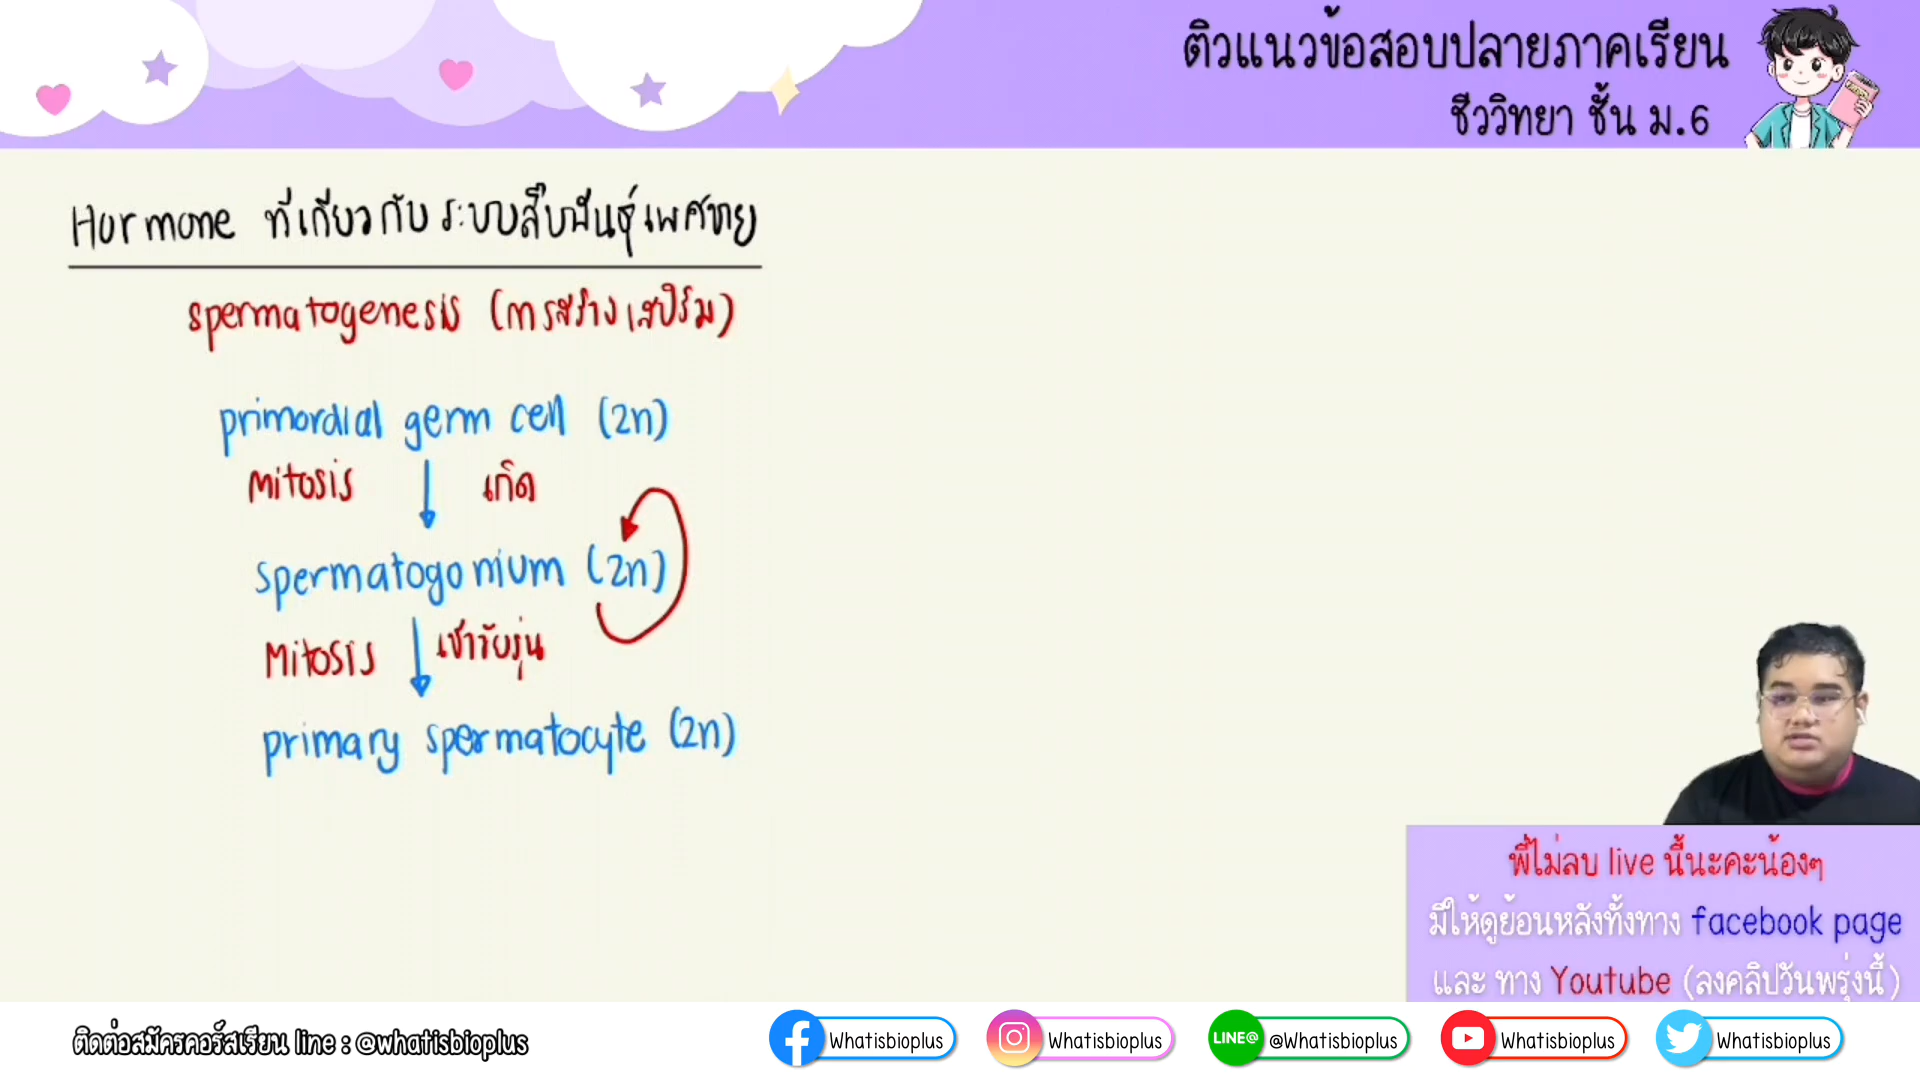 ติวแนวข้อสอบปลายภาคเรียน
ชีววิทยา ชั้น ม.6
Hormone ที่เกี่ยวกับระบบสืบพันธุ์เพศชาย
spermatogenesis (การสร้างเสปิร์ม)
primordial germ cell (2n)
Mitosis เกิด
spermatogonium (2n)
Mitosis เข้าวัยรุ่น
primary spermatocyte (2n)
พี่ไม่ลบ live นี้นะคะน้องๆ
มีให้ดูย้อนหลังทั้งทาง facebook page
และ ทาง Youtube (ลงคลิปวันพรุ่งนี้)
ติดต่อสมัครคอร์สเรียน line : @whatisbioplus
Whatisbioplus
Whatisbioplus
LINE@ @Whatisbioplus
Whatisbioplus
Whatisbioplus